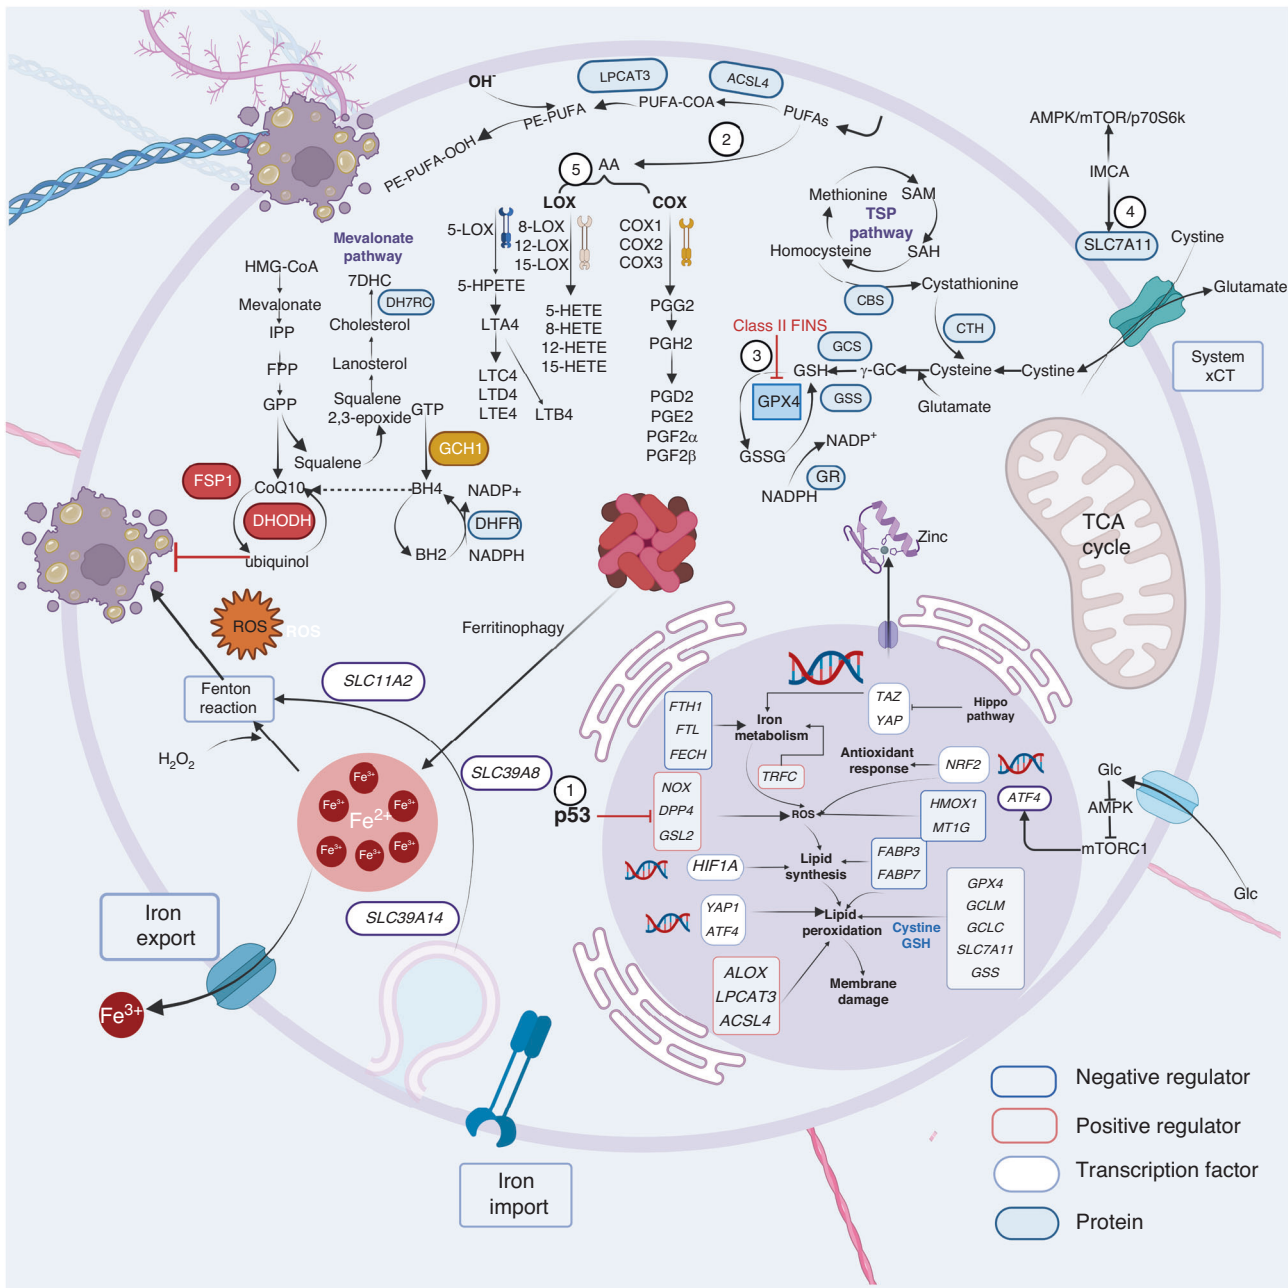 OH-
LPCAT3
ACSL4
PE-PUFA
PUFA-COA
PUFAs
PE-PUFA-OOH
2
5
AA
LOX
COX
5-LOX
8-LOX
12-LOX
15-LOX
COX1
COX2
COX3
5-HPETE
5-HETE
8-HETE
12-HETE
15-HETE
LTA4
LTC4
LTD4
LTE4
LTB4
PGG2
PGH2
PGD2
PGE2
PGF2α
PGF2β
AMPK/mTOR/p70S6k
IMCA
4
SLC7A11
Cystine
Glutamate
System
xCT
Methionine
SAM
TSP
pathway
Homocysteine
SAH
CBS
Cystathionine
CTH
Class II FINS
3
GCS
GSH
γ-GC
Cysteine
Cystine
GPX4
GSS
Glutamate
GSSG
NADP+
GR
NADPH
Mevalonate
pathway
HMG-CoA
7DHC
DH7RC
Mevalonate
Cholesterol
IPP
Lanosterol
FPP
Squalene
2,3-epoxide
GPP
GTP
Squalene
GCH1
FSP1
CoQ10
BH4
NADP+
DHODH
DHFR
ubiquinol
BH2
NADPH
Zinc
TCA
cycle
ROS
ROS
Ferritinophagy
Fenton
reaction
SLC11A2
H2O2
SLC39A8
Fe3+
Fe3+
Fe3+
Fe2+
Fe3+
Fe3+
Fe3+
SLC39A14
Iron
export
Fe3+
Iron
import
1
p53
FTH1
FTL
FECH
Iron
metabolism
TAZ
YAP
Hippo
pathway
TRFC
Antioxidant
response
NRF2
NOX
DPP4
GSL2
ROS
HMOX1
MT1G
ATF4
HIF1A
Lipid
synthesis
FABP3
FABP7
YAP1
ATF4
Lipid
peroxidation
Cystine
GSH
GPX4
GCLM
GCLC
SLC7A11
GSS
ALOX
LPCAT3
ACSL4
Membrane
damage
Glc
AMPK
mTORC1
Glc
Negative regulator
Positive regulator
Transcription factor
Protein